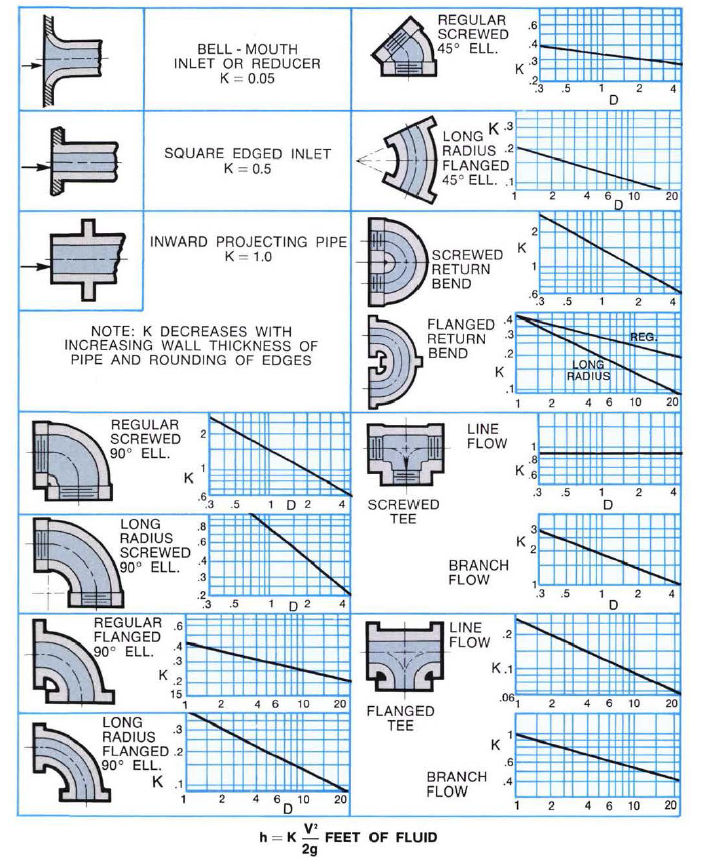 BELL - MOUTH
INLET OR REDUCER
K = 0.05
SQUARE EDGED INLET
K = 0.5
INWARD PROJECTING PIPE
K = 1.0
NOTE: K DECREASES WITH
INCREASING WALL THICKNESS OF
PIPE AND ROUNDING OF EDGES
REGULAR
SCREWED
90° ELL.
2
1
K
.6
.3 .5 1 D 2 4
LONG
RADIUS
SCREWED
90° ELL.
.8
.6
.4
.3
.2
.3 .5 1 D 2 4
REGULAR
FLANGED
90° ELL.
.6
.4
.3
K .2
15
1 2 4 6 10 20
LONG
RADIUS
FLANGED
90° ELL.
K
.3
.2
.1
1 2 4 6 10 20
D
REGULAR
SCREWED
45° ELL.
.6
.4
K .3
.2
.3 .5 1 2 4
D
LONG
RADIUS
FLANGED
45° ELL.
K .3
.2
.1
1 2 4 6 10 20
D
SCREWED
RETURN
BEND
2
K
1
.6
.3 .5 1 2 4
FLANGED
RETURN
BEND
.4
.3
.2
K
.1
REG.
LONG
RADIUS
1 2 4 6 10 20
SCREWED
TEE
LINE
FLOW
1
.8
K .6
.3 .5 1 2 4
D
BRANCH
FLOW
3
K 2
1
.3 .5 1 2 4
D
FLANGED
TEE
LINE
FLOW
.2
K .1
.06
1 2 4 6 10 20
BRANCH
FLOW
1
K
.6
.4
1 2 4 6 10 20
D
h = K V²/2g FEET OF FLUID